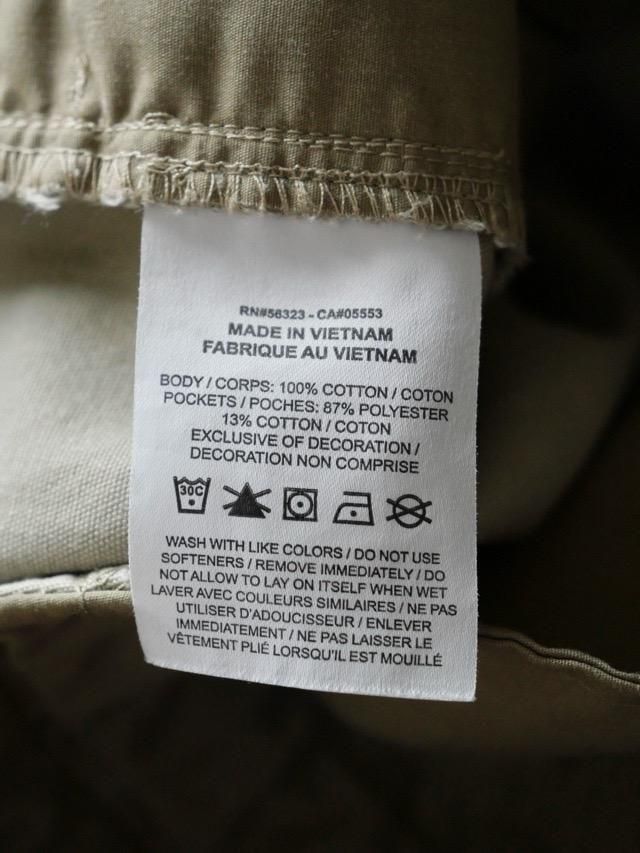 RN#56323 - CA#05553
MADE IN VIETNAM
FABRIQUE AU VIETNAM
BODY / CORPS: 100% COTTON / COTON
POCKETS / POCHES: 87% POLYESTER
13% COTTON / COTON
EXCLUSIVE OF DECORATION /
DECORATION NON COMPRISE
30C
WASH WITH LIKE COLORS / DO NOT USE
SOFTENERS / REMOVE IMMEDIATELY / DO
NOT ALLOW TO LAY ON ITSELF WHEN WET
LAVER AVEC COULEURS SIMILAIRES / NE PAS
UTILISER D'ADOUCISSEUR / ENLEVER
IMMEDIATEMENT / NE PAS LAISSER LE
VÊTEMENT PLIÉ LORSQU'IL EST MOUILLÉ